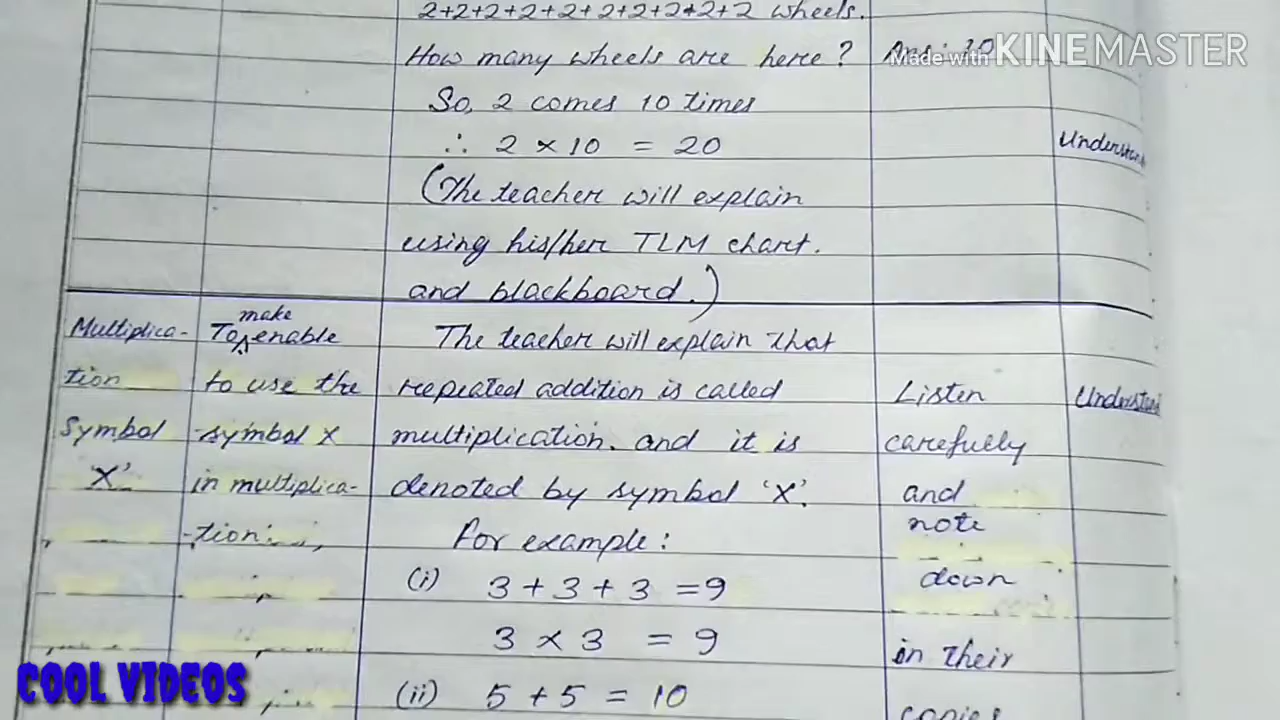 2+2+2+2+2+2+2+2+2+2 wheels.
How many wheels are here?
Ans:
Made with KINEMASTER
So, 2 comes 10 times
∴ 2 × 10 = 20
Understand
(The teacher will explain
using his/her TLM chart.
and blackboard.)
Multiplica-
tion
Symbol
'X'
To make enable
to use the
symbol X
in multiplica-
-tion
The teacher will explain that
repeated addition is called
multiplication. and it is
denoted by symbol 'X'.
For example:
(i) 3 + 3 + 3 = 9
3 × 3 = 9
(ii) 5 + 5 = 10
Listen
carefully
and
note
down
in their
copies
Understand
COOL VIDEOS